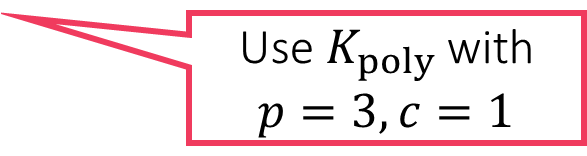 Use K_poly with
p = 3, c = 1